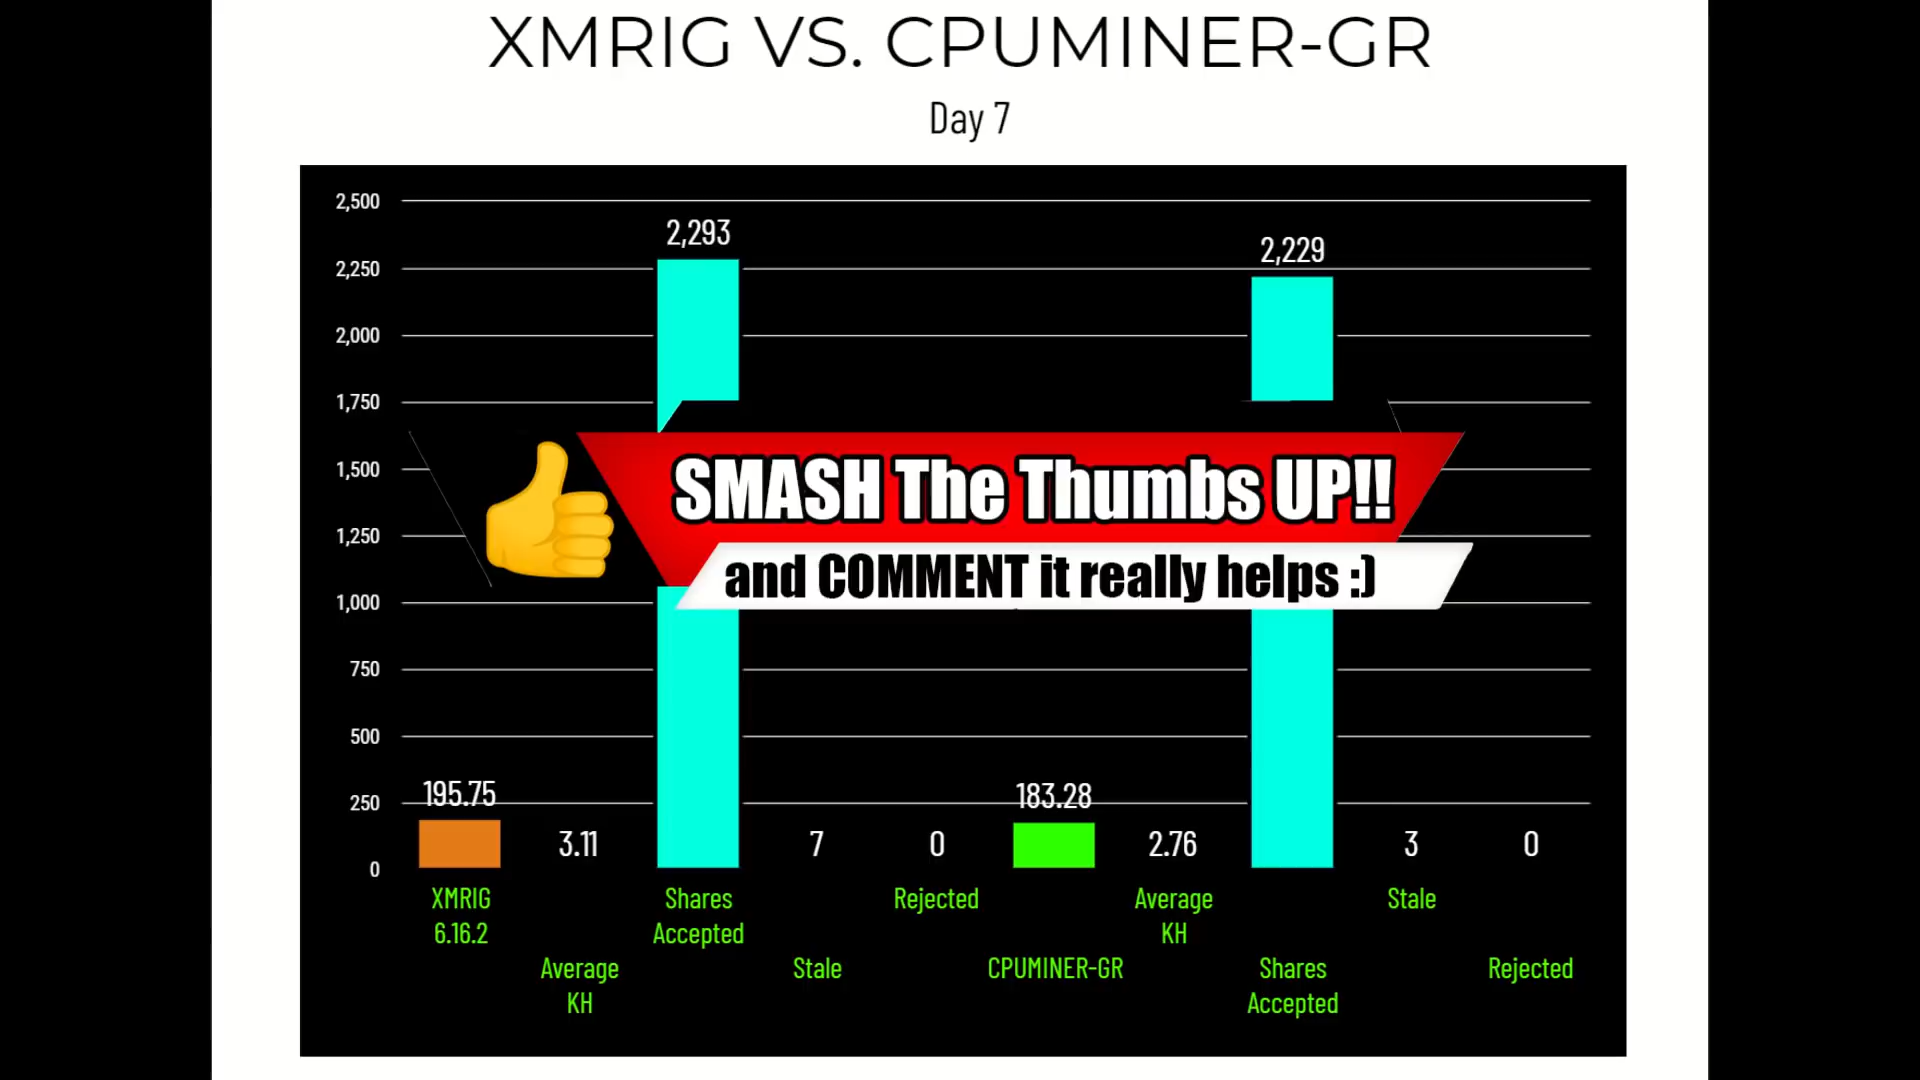 XMRIG VS. CPUMINER-GR
Day 7
2,500
2,250
2,000
1,750
1,500
1,250
1,000
750
500
250
0
2,293
2,229
SMASH The Thumbs UP!!
and COMMENT it really helps :)
195.75
3.11
7
0
183.28
2.76
3
0
XMRIG
6.16.2
Average
KH
Shares
Accepted
Stale
Rejected
CPUMINER-GR
Average
KH
Shares
Accepted
Stale
Rejected